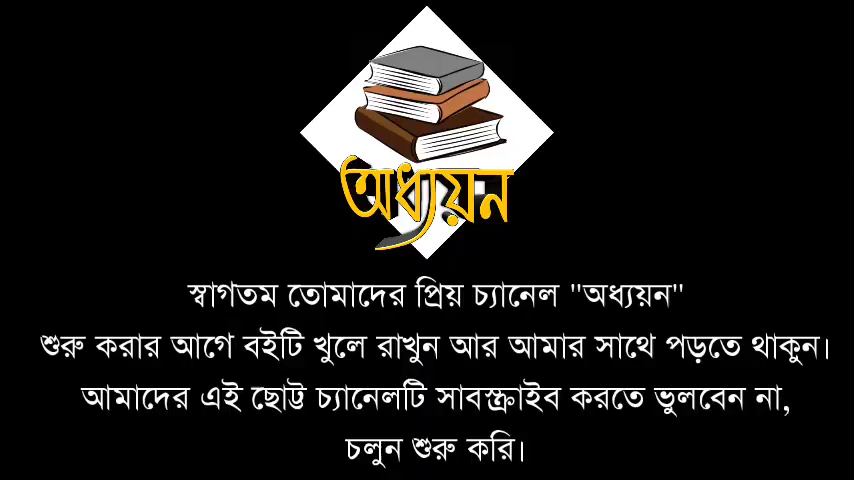 অধ্যয়ন
স্বাগতম তোমাদের প্রিয় চ্যানেল "অধ্যয়ন"
শুরু করার আগে বইটি খুলে রাখুন আর আমার সাথে পড়তে থাকুন।
আমাদের এই ছোট্ট চ্যানেলটি সাবস্ক্রাইব করতে ভুলবেন না,
চলুন শুরু করি।